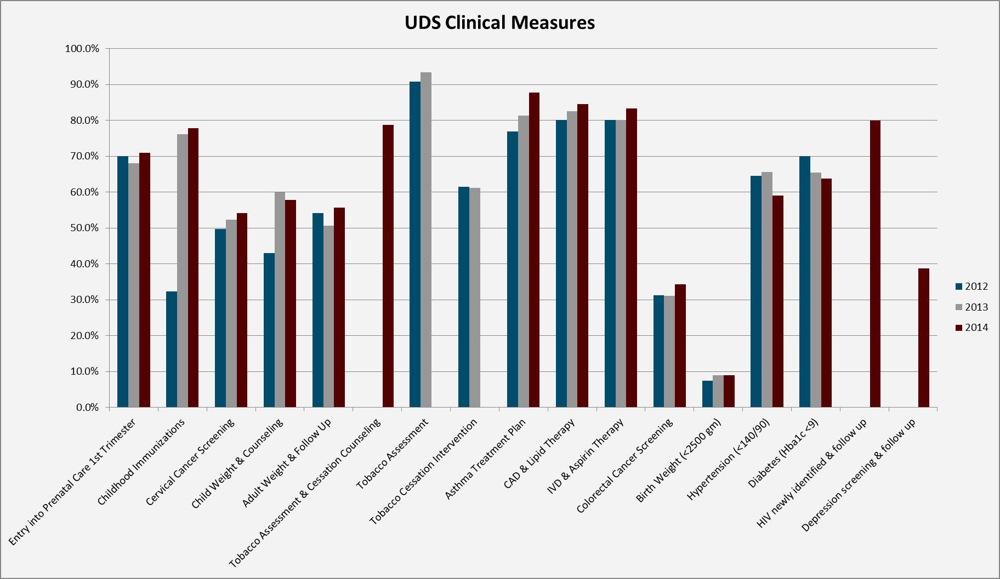 UDS Clinical Measures
100.0%
90.0%
80.0%
70.0%
60.0%
50.0%
40.0%
30.0%
20.0%
10.0%
0.0%
Entry into Prenatal Care 1st Trimester
Childhood Immunizations
Cervical Cancer Screening
Child Weight & Counseling
Adult Weight & Follow Up
Tobacco Assessment & Cessation Counseling
Tobacco Assessment
Tobacco Cessation Intervention
Asthma Treatment Plan
CAD & Lipid Therapy
IVD & Aspirin Therapy
Colorectal Cancer Screening
Birth Weight (<2500 gm)
Hypertension (<140/90)
Diabetes (Hba1c <9)
HIV newly identified & follow up
Depression screening & follow up
2012
2013
2014